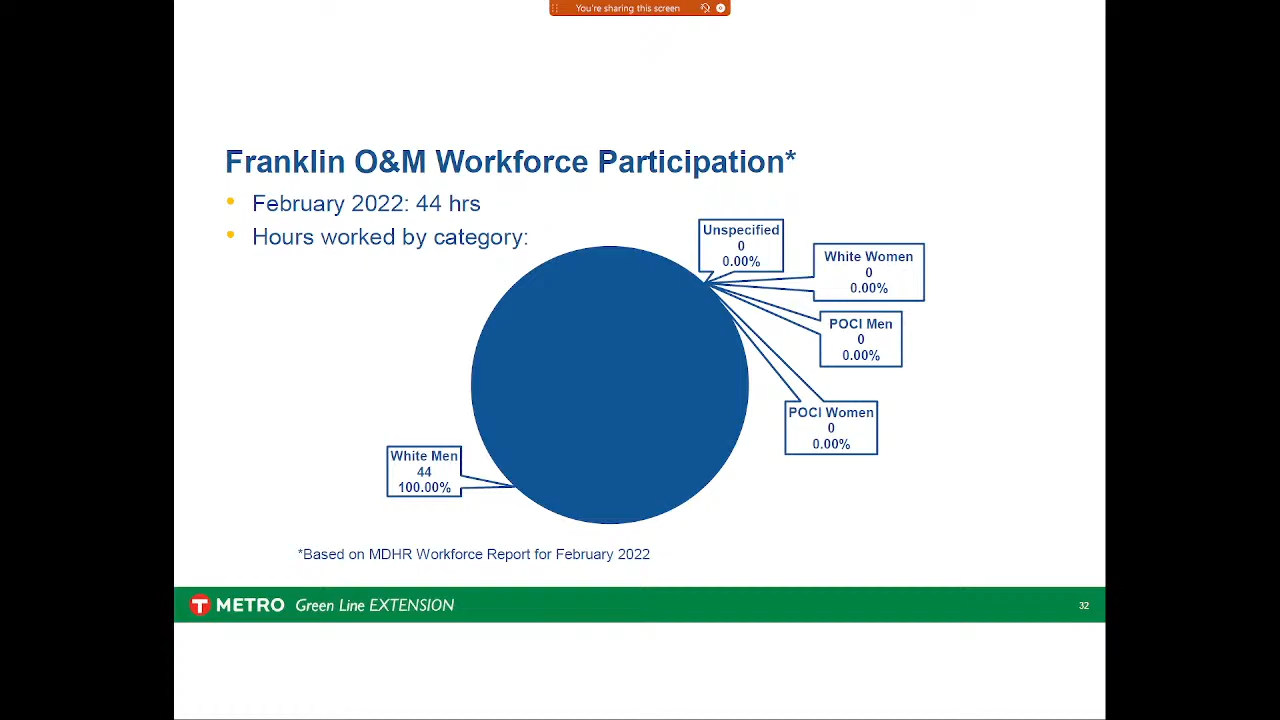 You're sharing this screen
Franklin O&M Workforce Participation*
• February 2022: 44 hrs
• Hours worked by category:
Unspecified
0
0.00%
White Women
0
0.00%
POCI Men
0
0.00%
POCI Women
0
0.00%
White Men
44
100.00%
*Based on MDHR Workforce Report for February 2022
T METRO Green Line EXTENSION
32